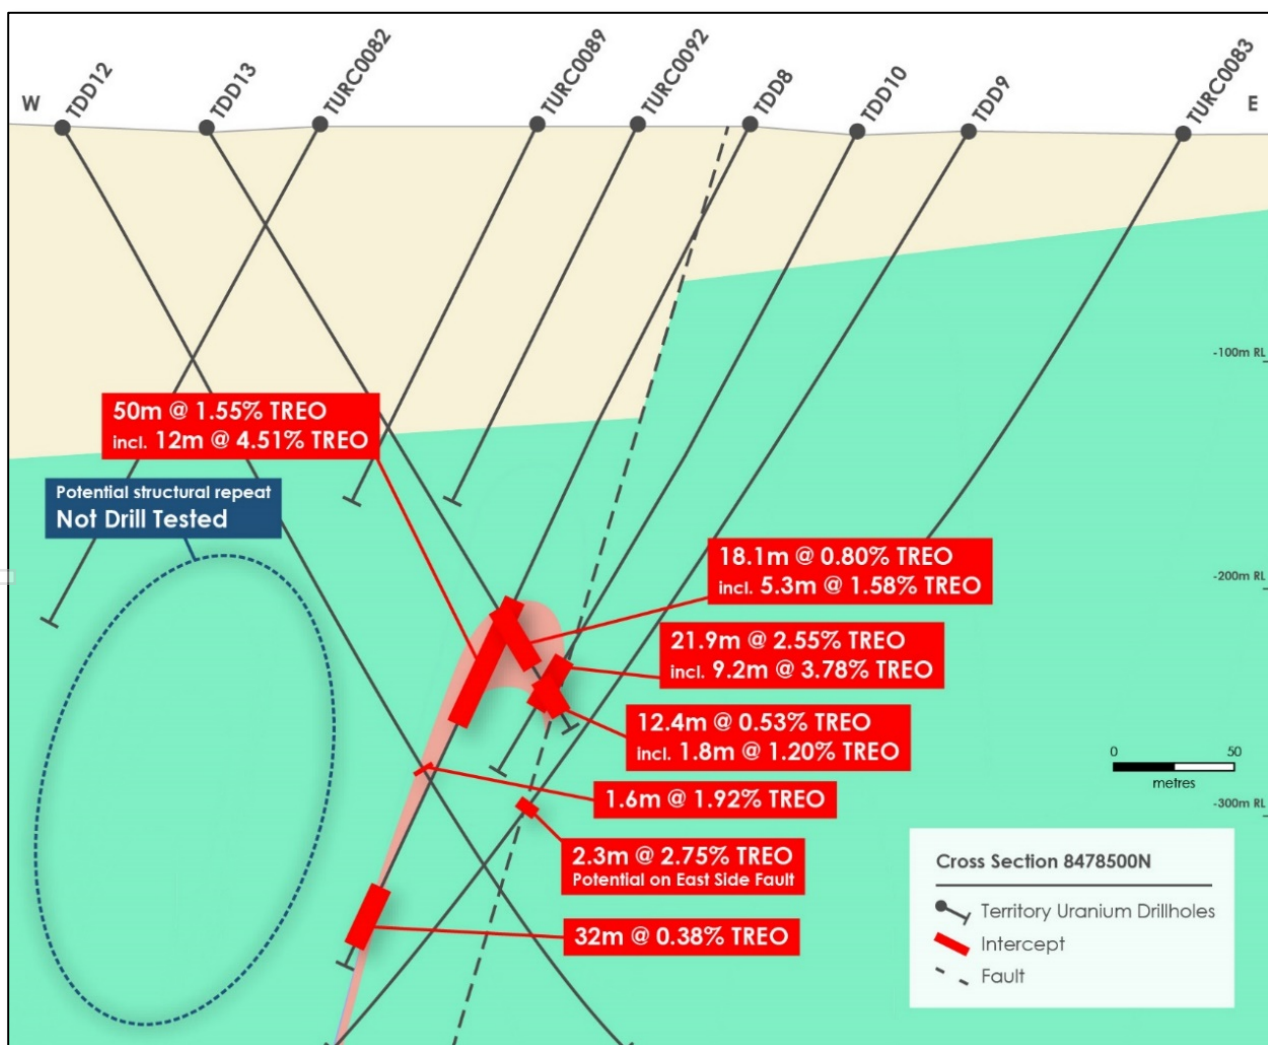 W
TDD12
TDD13
TURC0082
TURC0089
TURC0092
TDD8
TDD10
TDD9
TURC0083
E
-100m RL
50m @ 1.55% TREO
incl. 12m @ 4.51% TREO
Potential structural repeat
Not Drill Tested
18.1m @ 0.80% TREO
incl. 5.3m @ 1.58% TREO
-200m RL
21.9m @ 2.55% TREO
incl. 9.2m @ 3.78% TREO
12.4m @ 0.53% TREO
incl. 1.8m @ 1.20% TREO
0 50
metres
1.6m @ 1.92% TREO
-300m RL
2.3m @ 2.75% TREO
Potential on East Side Fault
32m @ 0.38% TREO
Cross Section 8478500N
Territory Uranium Drillholes
Intercept
Fault